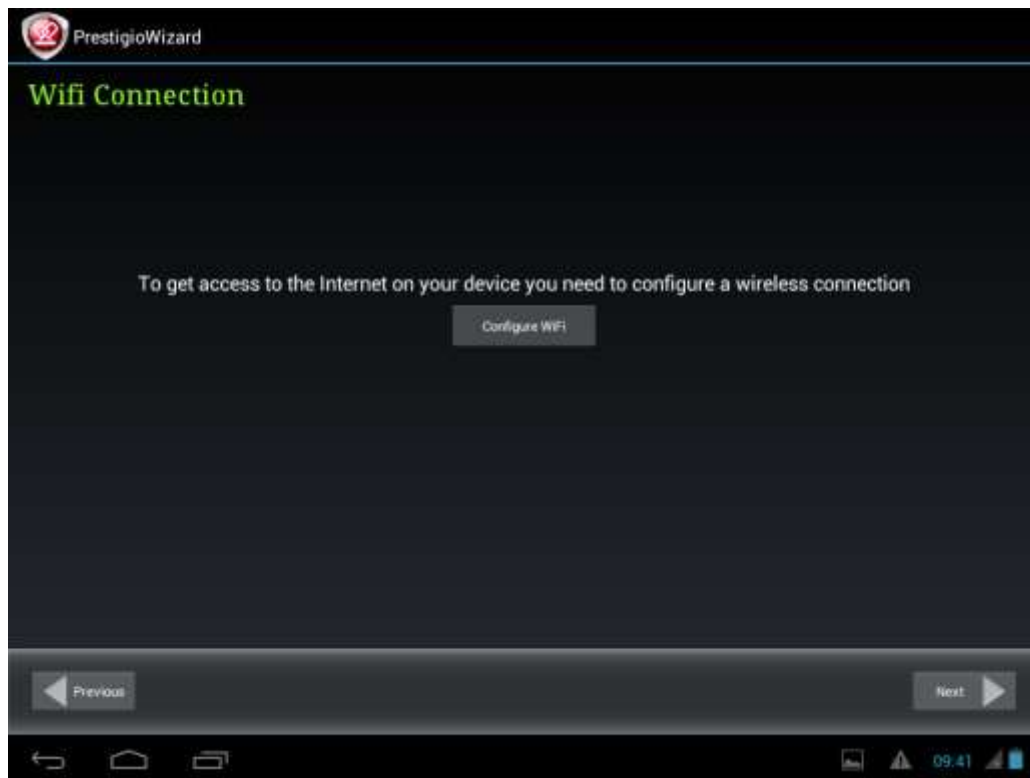 PrestigioWizard
Wifi Connection
To get access to the Internet on your device you need to configure a wireless connection
Configure WiFi
Previous
Next
09:41